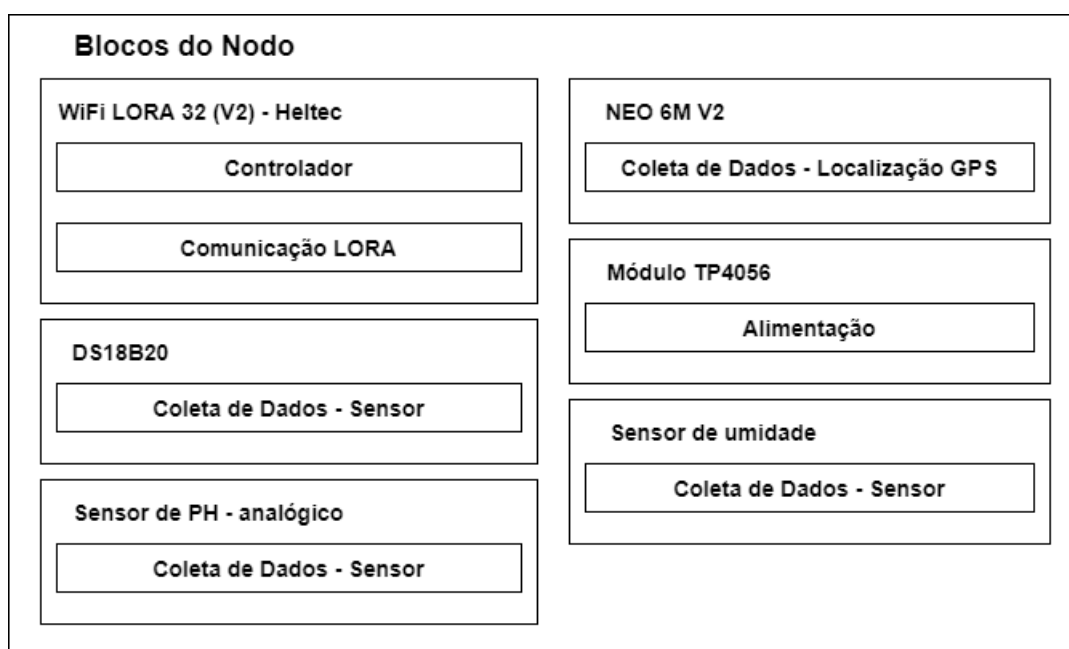 Blocos do Nodo
WiFi LORA 32 (V2) - Heltec
Controlador
Comunicação LORA
DS18B20
Coleta de Dados - Sensor
Sensor de PH - analógico
Coleta de Dados - Sensor
NEO 6M V2
Coleta de Dados - Localização GPS
Módulo TP4056
Alimentação
Sensor de umidade
Coleta de Dados - Sensor